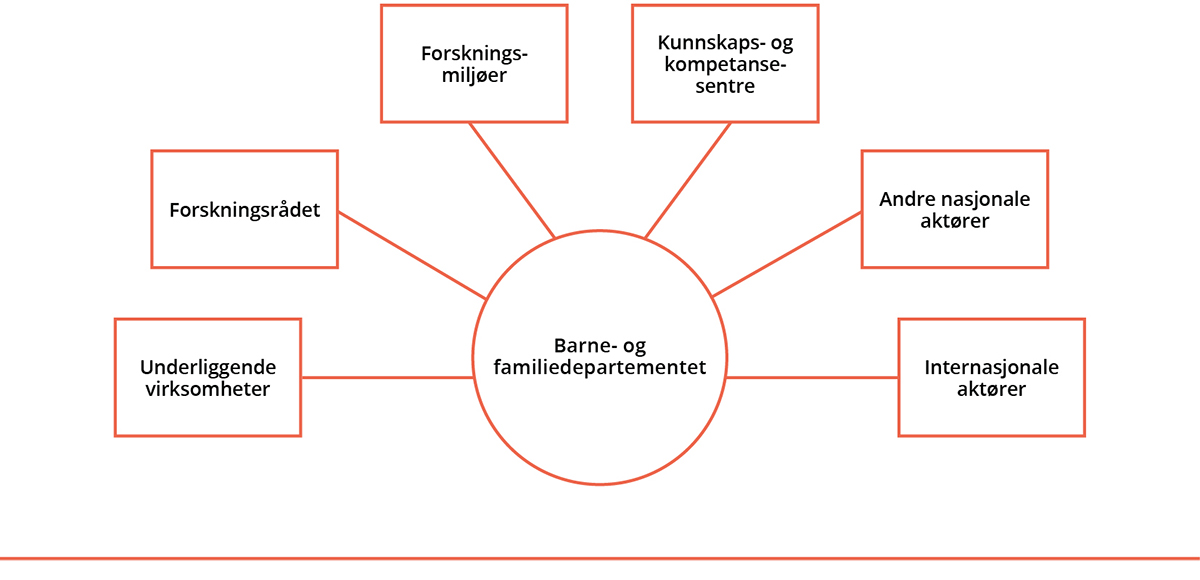 Forsknings-
miljøer
Kunnskaps- og
kompetanse-
sentre
Forskningsrådet
Andre nasjonale
aktører
Barne- og
familiedepartementet
Underliggende
virksomheter
Internasjonale
aktører